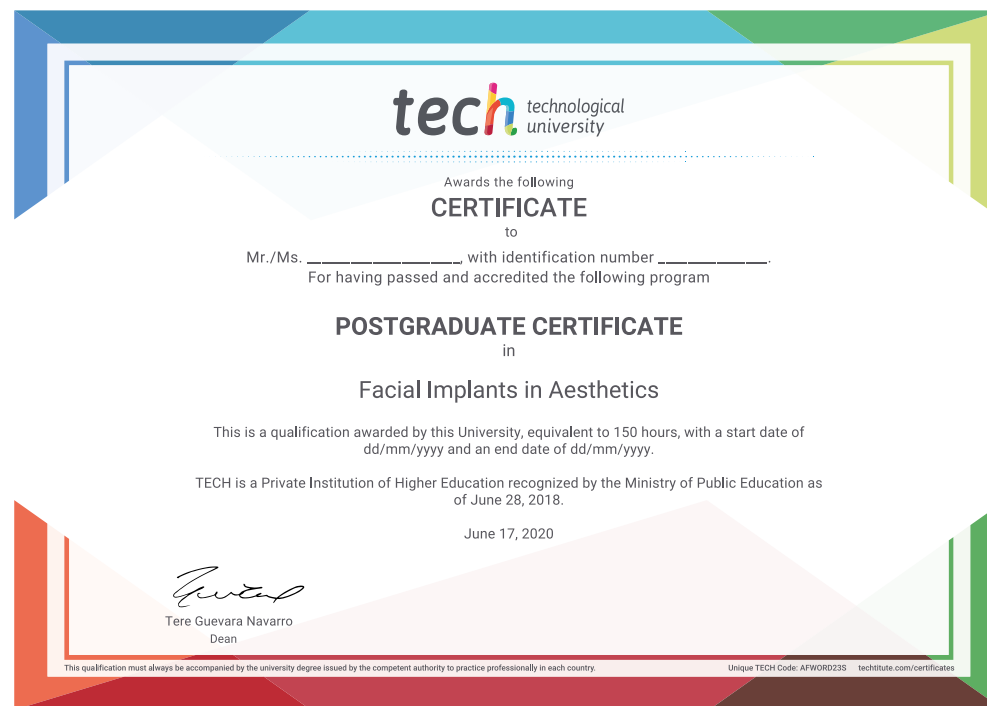 tech technological
university
Awards the following
CERTIFICATE
to
Mr./Ms. ____________________, with identification number ______________.
For having passed and accredited the following program
POSTGRADUATE CERTIFICATE
in
Facial Implants in Aesthetics
This is a qualification awarded by this University, equivalent to 150 hours, with a start date of
dd/mm/yyyy and an end date of dd/mm/yyyy.
TECH is a Private Institution of Higher Education recognized by the Ministry of Public Education as
of June 28, 2018.
June 17, 2020
Tere Guevara Navarro
Dean
This qualification must always be accompanied by the university degree issued by the competent authority to practice professionally in each country. Unique TECH Code: AFWORD23S techtitute.com/certificates